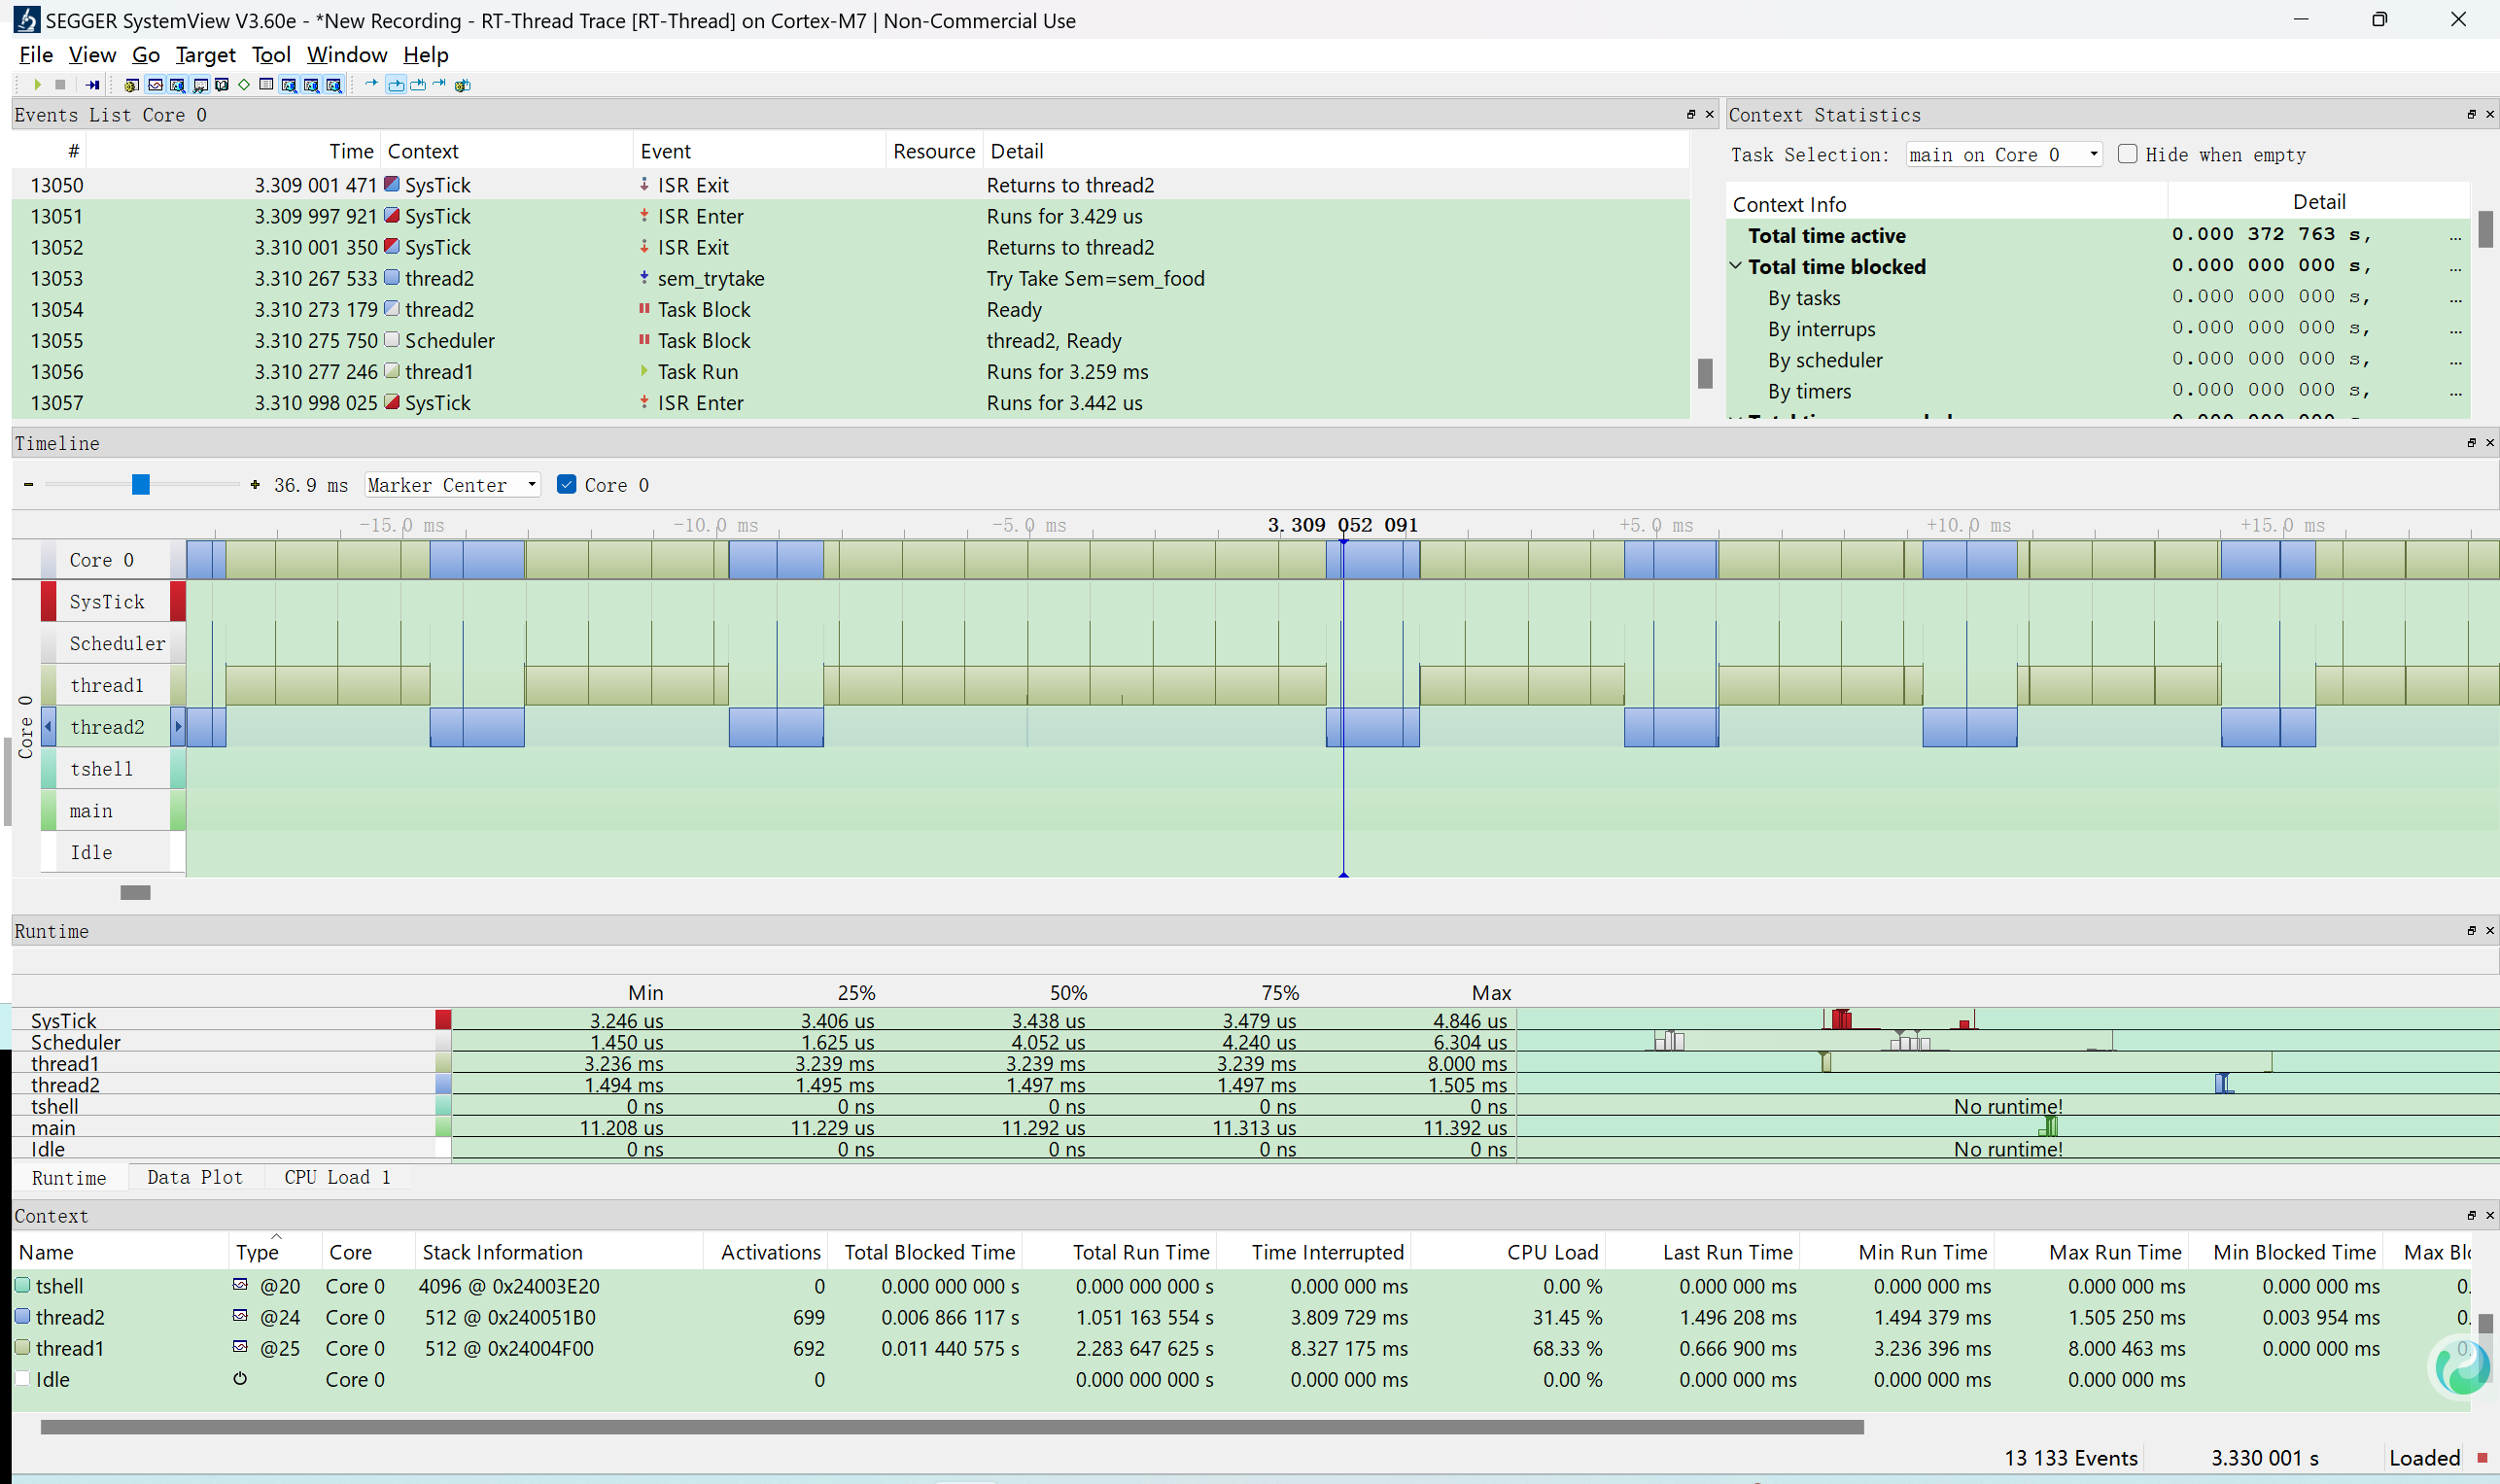 SEGGER SystemView V3.60e - *New Recording - RT-Thread Trace [RT-Thread] on Cortex-M7 | Non-Commercial Use
File View Go Target Tool Window Help
Events List Core 0
# Time Context Event Resource Detail
13050 3.309 001 471 SysTick ISR Exit Returns to thread2
13051 3.309 997 921 SysTick ISR Enter Runs for 3.429 us
13052 3.310 001 350 SysTick ISR Exit Returns to thread2
13053 3.310 267 533 thread2 sem_trytake Try Take Sem=sem_food
13054 3.310 273 179 thread2 Task Block Ready
13055 3.310 275 750 Scheduler Task Block thread2, Ready
13056 3.310 277 246 thread1 Task Run Runs for 3.259 ms
13057 3.310 998 025 SysTick ISR Enter Runs for 3.442 us
Context Statistics
Task Selection: main on Core 0 Hide when empty
Context Info Detail
Total time active 0.000 372 763 s, ...
Total time blocked 0.000 000 000 s, ...
By tasks 0.000 000 000 s, ...
By interrups 0.000 000 000 s, ...
By scheduler 0.000 000 000 s, ...
By timers 0.000 000 000 s, ...
Timeline
- + 36.9 ms Marker Center Core 0
-15.0 ms -10.0 ms -5.0 ms 3.309 052 091 +5.0 ms +10.0 ms +15.0 ms
Core 0
Core 0
SysTick
Scheduler
thread1
thread2
tshell
main
Idle
Runtime
Min 25% 50% 75% Max
SysTick 3.246 us 3.406 us 3.438 us 3.479 us 4.846 us
Scheduler 1.450 us 1.625 us 4.052 us 4.240 us 6.304 us
thread1 3.236 ms 3.239 ms 3.239 ms 3.239 ms 8.000 ms
thread2 1.494 ms 1.495 ms 1.497 ms 1.497 ms 1.505 ms
tshell 0 ns 0 ns 0 ns 0 ns 0 ns No runtime!
main 11.208 us 11.229 us 11.292 us 11.313 us 11.392 us
Idle 0 ns 0 ns 0 ns 0 ns 0 ns No runtime!
Runtime Data Plot CPU Load 1
Context
Name Type Core Stack Information Activations Total Blocked Time Total Run Time Time Interrupted CPU Load Last Run Time Min Run Time Max Run Time Min Blocked Time Max
tshell @20 Core 0 4096 @ 0x24003E20 0 0.000 000 000 s 0.000 000 000 s 0.000 000 ms 0.00 % 0.000 000 ms 0.000 000 ms 0.000 000 ms 0.000 000 ms 0.
thread2 @24 Core 0 512 @ 0x240051B0 699 0.006 866 117 s 1.051 163 554 s 3.809 729 ms 31.45 % 1.496 208 ms 1.494 379 ms 1.505 250 ms 0.003 954 ms 0.
thread1 @25 Core 0 512 @ 0x24004F00 692 0.011 440 575 s 2.283 647 625 s 8.327 175 ms 68.33 % 0.666 900 ms 3.236 396 ms 8.000 463 ms 0.000 000 ms 0.
Idle Core 0 0 0.000 000 000 s 0.000 000 ms 0.00 % 0.000 000 ms 0.000 000 ms 0.000 000 ms
13 133 Events 3.330 001 s Loaded